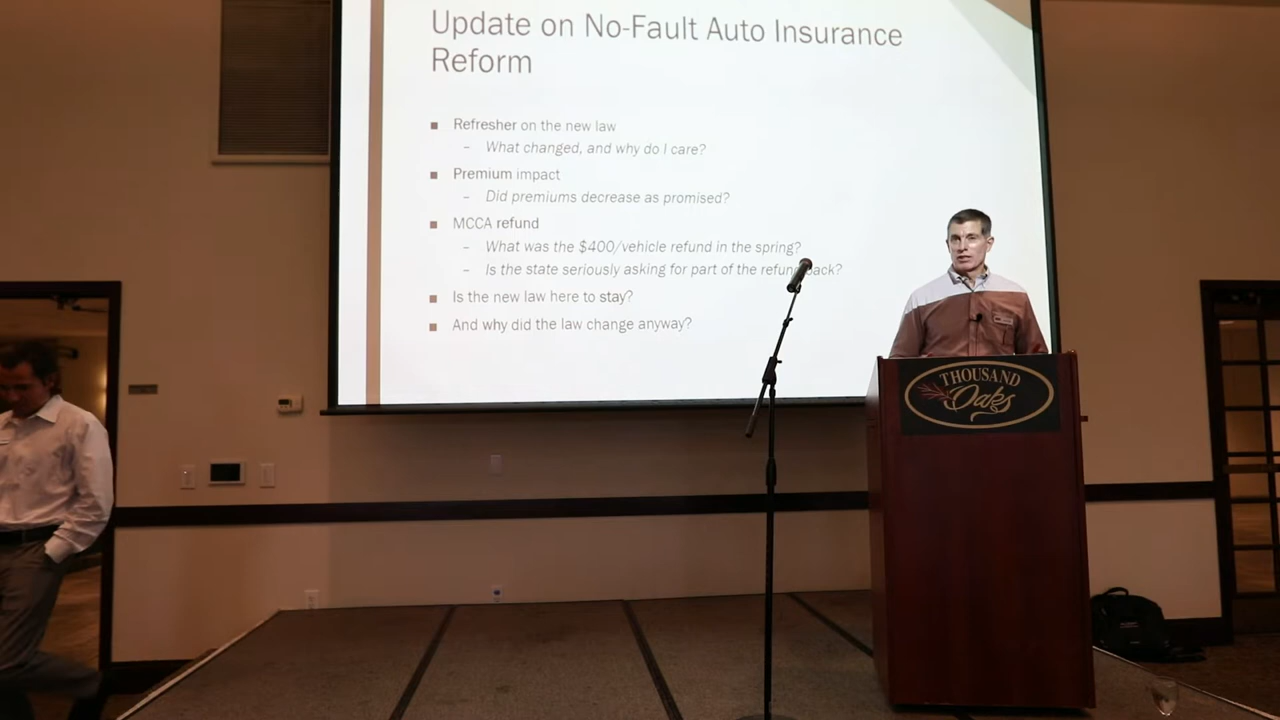 Update on No-Fault Auto Insurance
Reform
Refresher on the new law
– What changed, and why do I care?
Premium impact
– Did premiums decrease as promised?
MCCA refund
– What was the $400/vehicle refund in the spring?
– Is the state seriously asking for part of the refund back?
Is the new law here to stay?
And why did the law change anyway?
THOUSAND
Oaks